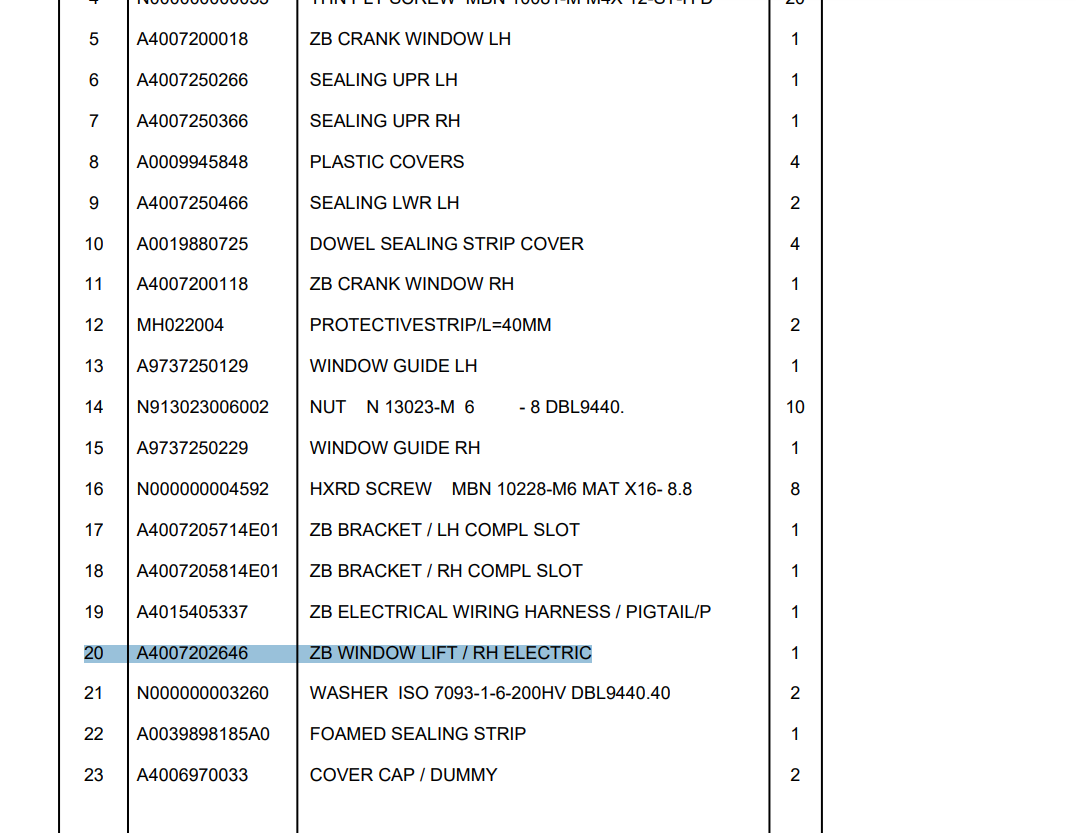 5 A4007200018 ZB CRANK WINDOW LH 1
6 A4007250266 SEALING UPR LH 1
7 A4007250366 SEALING UPR RH 1
8 A0009945848 PLASTIC COVERS 4
9 A4007250466 SEALING LWR LH 2
10 A0019880725 DOWEL SEALING STRIP COVER 4
11 A4007200118 ZB CRANK WINDOW RH 1
12 MH022004 PROTECTIVESTRIP/L=40MM 2
13 A9737250129 WINDOW GUIDE LH 1
14 N913023006002 NUT N 13023-M 6 - 8 DBL9440. 10
15 A9737250229 WINDOW GUIDE RH 1
16 N000000004592 HXRD SCREW MBN 10228-M6 MAT X16- 8.8 8
17 A4007205714E01 ZB BRACKET / LH COMPL SLOT 1
18 A4007205814E01 ZB BRACKET / RH COMPL SLOT 1
19 A4015405337 ZB ELECTRICAL WIRING HARNESS / PIGTAIL/P 1
20 A4007202646 ZB WINDOW LIFT / RH ELECTRIC 1
21 N000000003260 WASHER ISO 7093-1-6-200HV DBL9440.40 2
22 A0039898185A0 FOAMED SEALING STRIP 1
23 A4006970033 COVER CAP / DUMMY 2